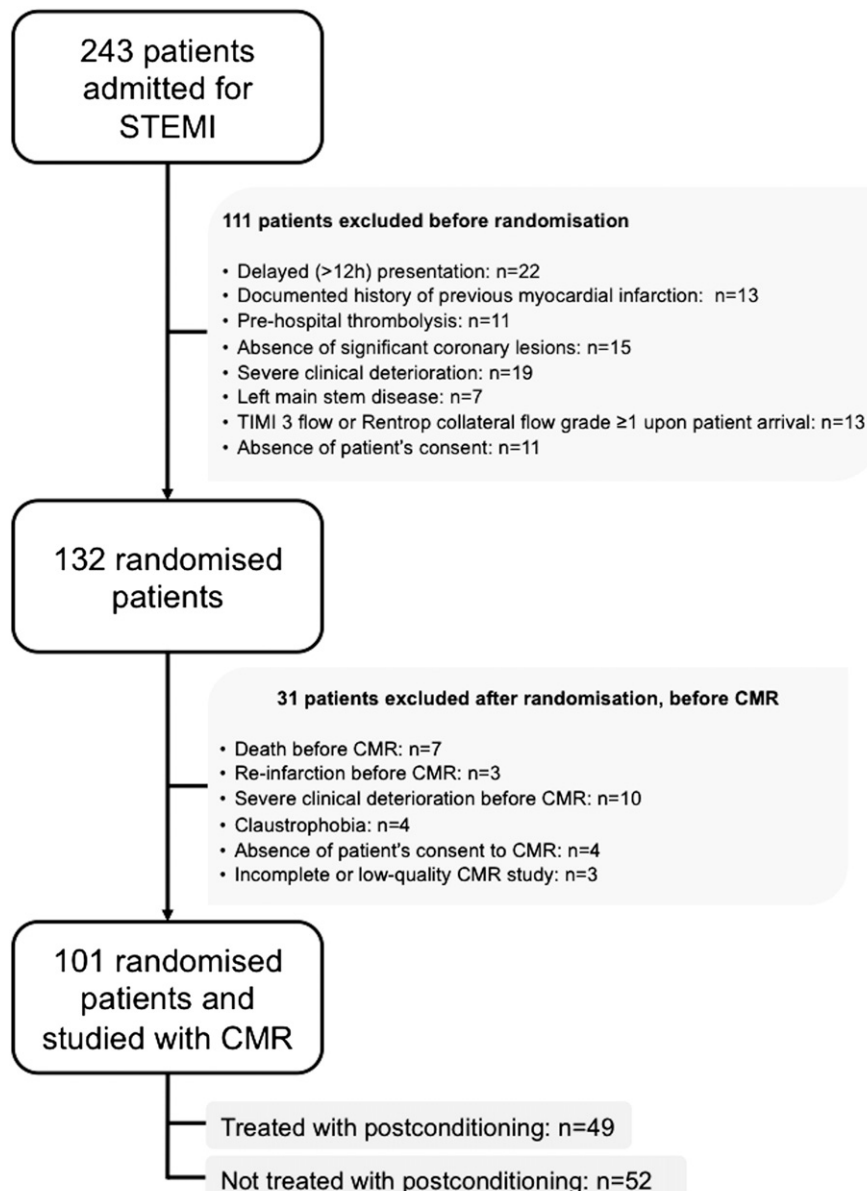 243 patients
admitted for
STEMI
111 patients excluded before randomisation
• Delayed (>12h) presentation: n=22
• Documented history of previous myocardial infarction: n=13
• Pre-hospital thrombolysis: n=11
• Absence of significant coronary lesions: n=15
• Severe clinical deterioration: n=19
• Left main stem disease: n=7
• TIMI 3 flow or Rentrop collateral flow grade ≥1 upon patient arrival: n=13
• Absence of patient's consent: n=11
132 randomised
patients
31 patients excluded after randomisation, before CMR
• Death before CMR: n=7
• Re-infarction before CMR: n=3
• Severe clinical deterioration before CMR: n=10
• Claustrophobia: n=4
• Absence of patient's consent to CMR: n=4
• Incomplete or low-quality CMR study: n=3
101 randomised
patients and
studied with CMR
Treated with postconditioning: n=49
Not treated with postconditioning: n=52